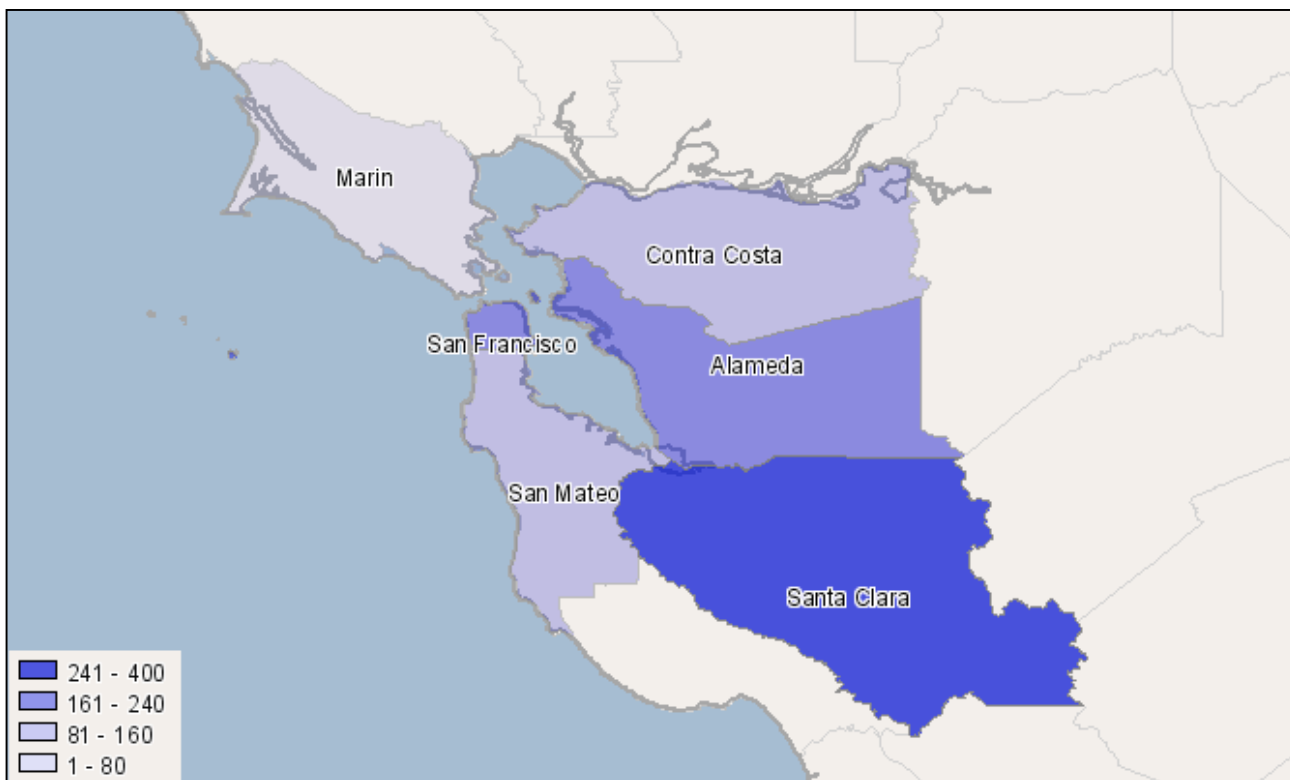 Marin
Contra Costa
San Francisco
Alameda
San Mateo
Santa Clara
241 - 400
161 - 240
81 - 160
1 - 80